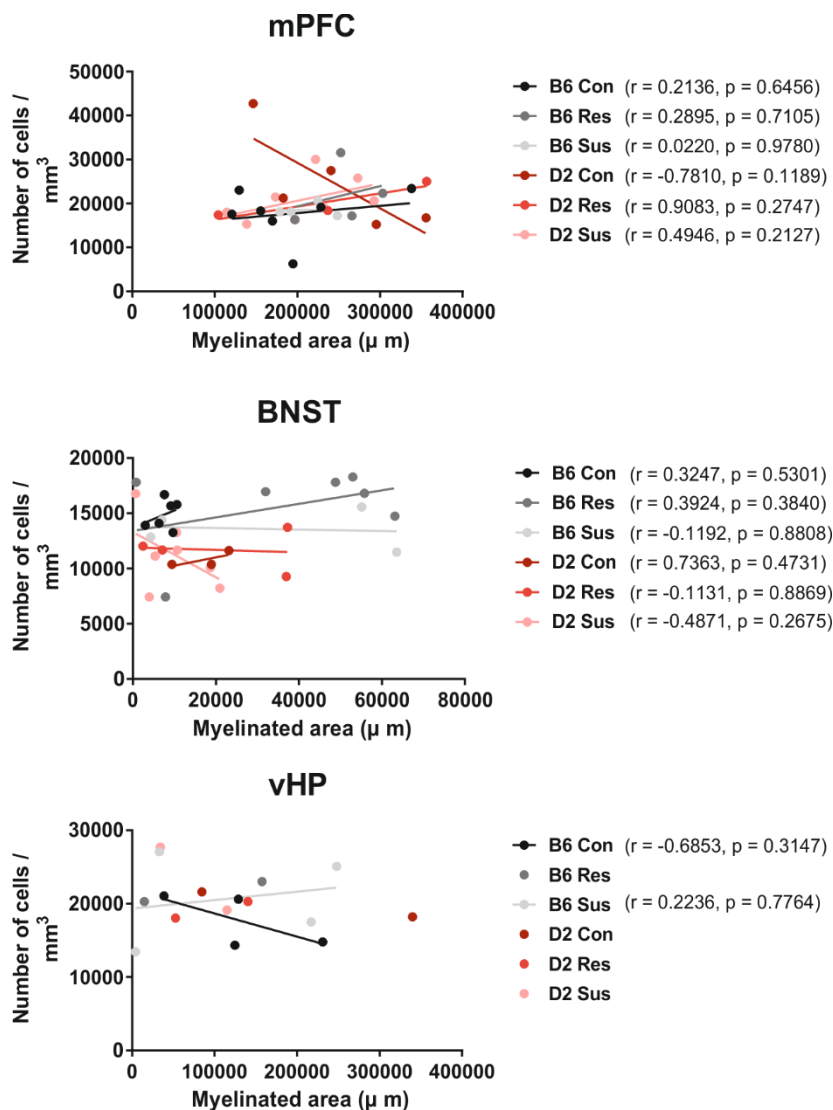 mPFC
Number of cells /
mm3
50000
40000
30000
20000
10000
0
0
100000
200000
300000
400000
Myelinated area (μ m)
B6 Con (r = 0.2136, p = 0.6456)
B6 Res (r = 0.2895, p = 0.7105)
B6 Sus (r = 0.0220, p = 0.9780)
D2 Con (r = -0.7810, p = 0.1189)
D2 Res (r = 0.9083, p = 0.2747)
D2 Sus (r = 0.4946, p = 0.2127)
BNST
Number of cells /
mm3
20000
15000
10000
5000
0
0
20000
40000
60000
80000
Myelinated area (μ m)
B6 Con (r = 0.3247, p = 0.5301)
B6 Res (r = 0.3924, p = 0.3840)
B6 Sus (r = -0.1192, p = 0.8808)
D2 Con (r = 0.7363, p = 0.4731)
D2 Res (r = -0.1131, p = 0.8869)
D2 Sus (r = -0.4871, p = 0.2675)
vHP
Number of cells /
mm3
30000
20000
10000
0
0
100000
200000
300000
400000
Myelinated area (μ m)
B6 Con (r = -0.6853, p = 0.3147)
B6 Res
B6 Sus (r = 0.2236, p = 0.7764)
D2 Con
D2 Res
D2 Sus